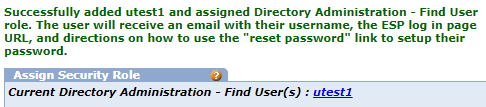 Successfully added utest1 and assigned Directory Administration - Find User
role. The user will receive an email with their username, the ESP log in page
URL, and directions on how to use the "reset password" link to setup their
password.
Assign Security Role ?
Current Directory Administration - Find User(s) : utest1